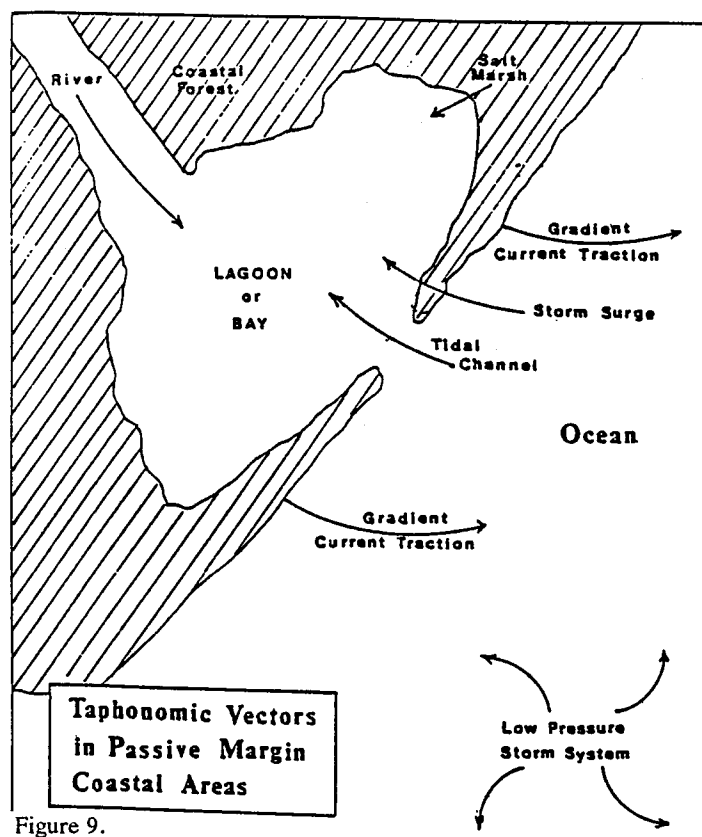 River
Coastal
Forest
Salt
Marsh
Gradient
Current Traction
LAGOON
or
BAY
Storm Surge
Tidal
Channel
Ocean
Gradient
Current Traction
Taphonomic Vectors
in Passive Margin
Coastal Areas
Low Pressure
Storm System
Figure 9.